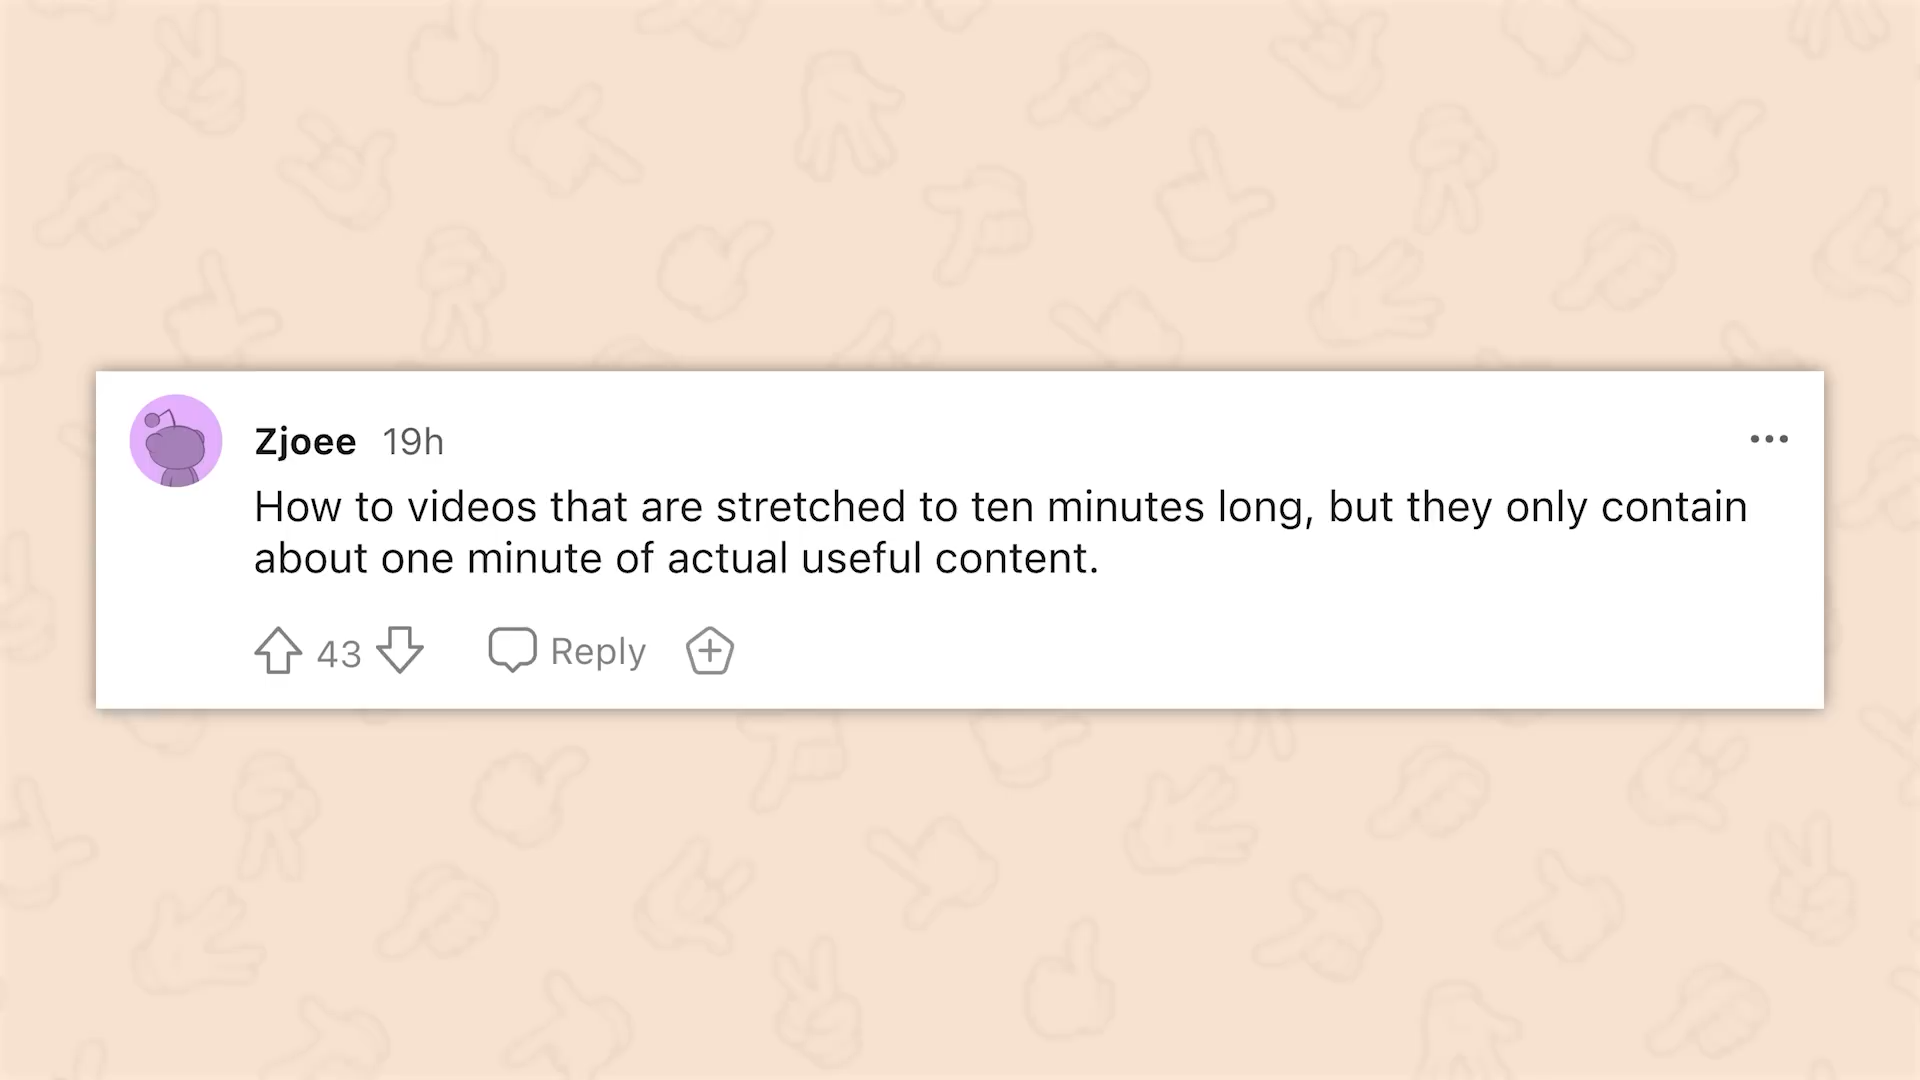 Zjoee 19h
How to videos that are stretched to ten minutes long, but they only contain
about one minute of actual useful content.
43 Reply